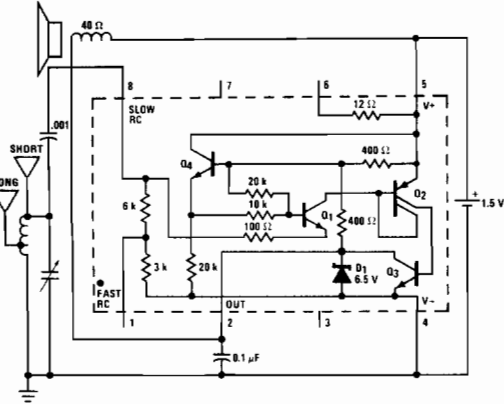 40 Ω
8
7
6
5
SLOW
RC
12 Ω
V+
.001
SHORT
ONG
Q4
400 Ω
20 k
10 k
Q1
Q2
6 k
100 Ω
400 Ω
+
1.5 V
3 k
20 k
D1
6.5 V
Q3
FAST
RC
OUT
V−
1
2
3
4
0.1 μF